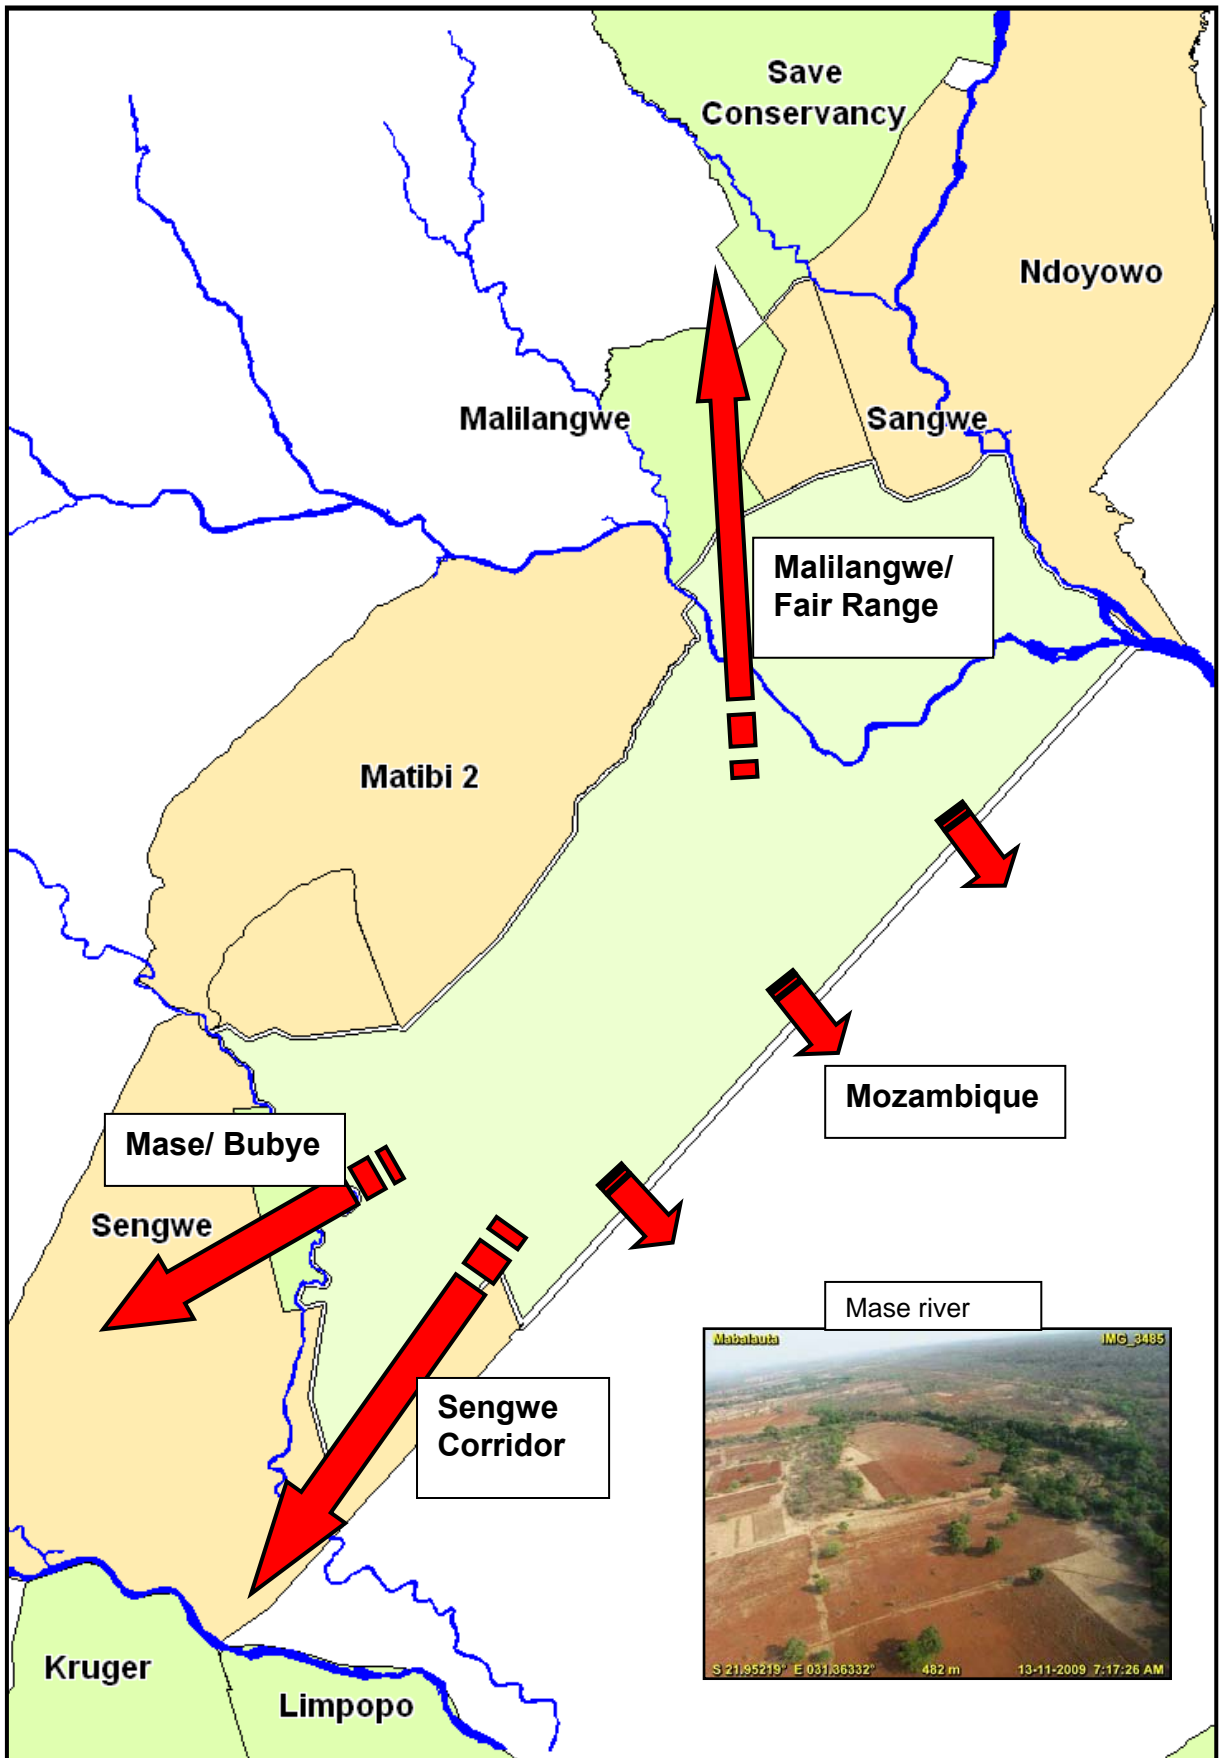 Save
Conservancy
Ndoyowo
Malilangwe
Sangwe
Malilangwe/
Fair Range
Matibi 2
Mozambique
Mase/ Bubye
Sengwe
Mase river
Sengwe
Corridor
Mabalauta
IMG_3485
S 21.95219° E 031.36332°
482 m
13-11-2009 7:17:26 AM
Kruger
Limpopo